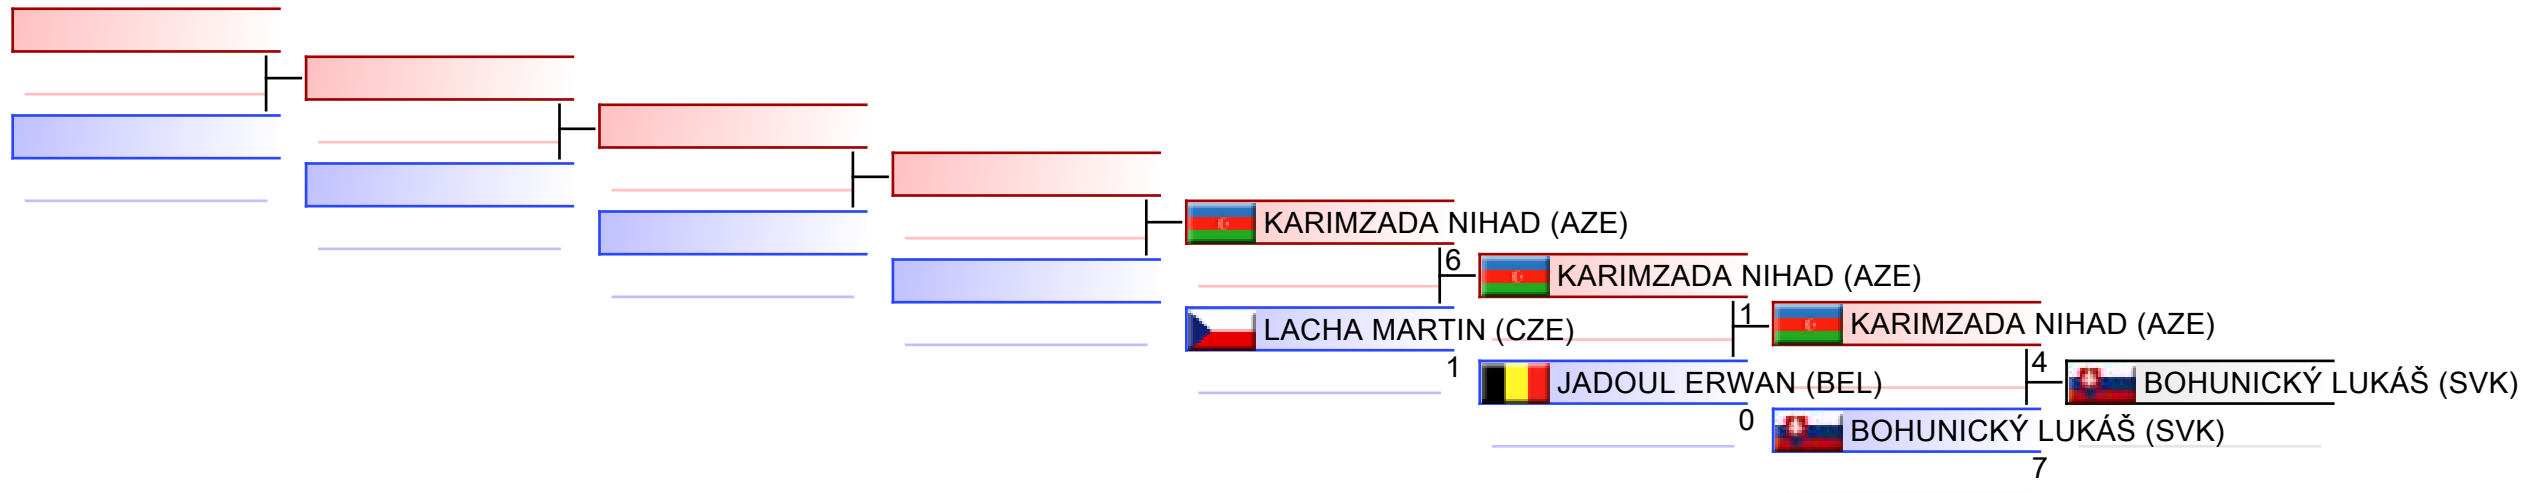 KARIMZADA NIHAD (AZE)
6
KARIMZADA NIHAD (AZE)
LACHA MARTIN (CZE)
1
1
KARIMZADA NIHAD (AZE)
JADOUL ERWAN (BEL)
0
4
BOHUNICKÝ LUKÁŠ (SVK)
BOHUNICKÝ LUKÁŠ (SVK)
7